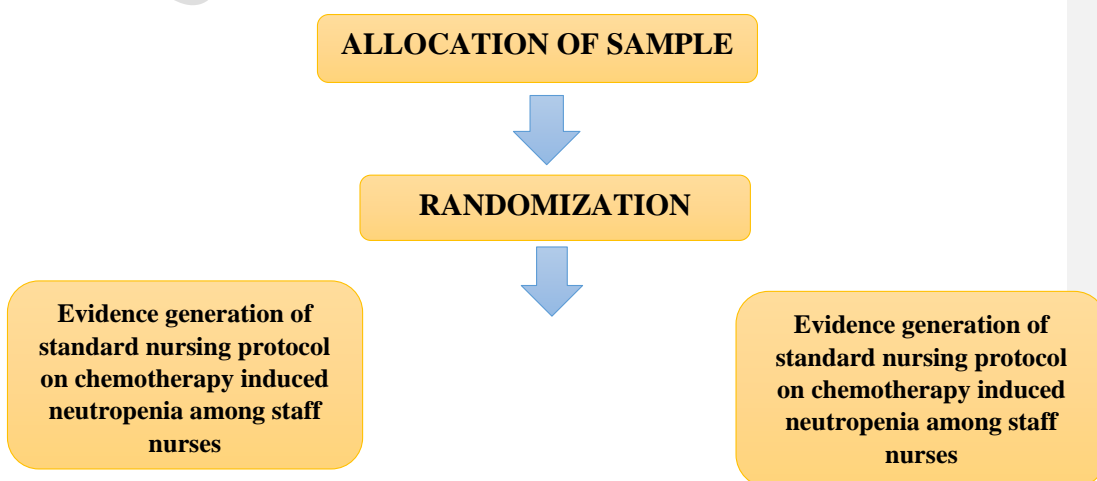 ALLOCATION OF SAMPLE
RANDOMIZATION
Evidence generation of
standard nursing protocol
on chemotherapy induced
neutropenia among staff
nurses
Evidence generation of
standard nursing protocol
on chemotherapy induced
neutropenia among staff
nurses